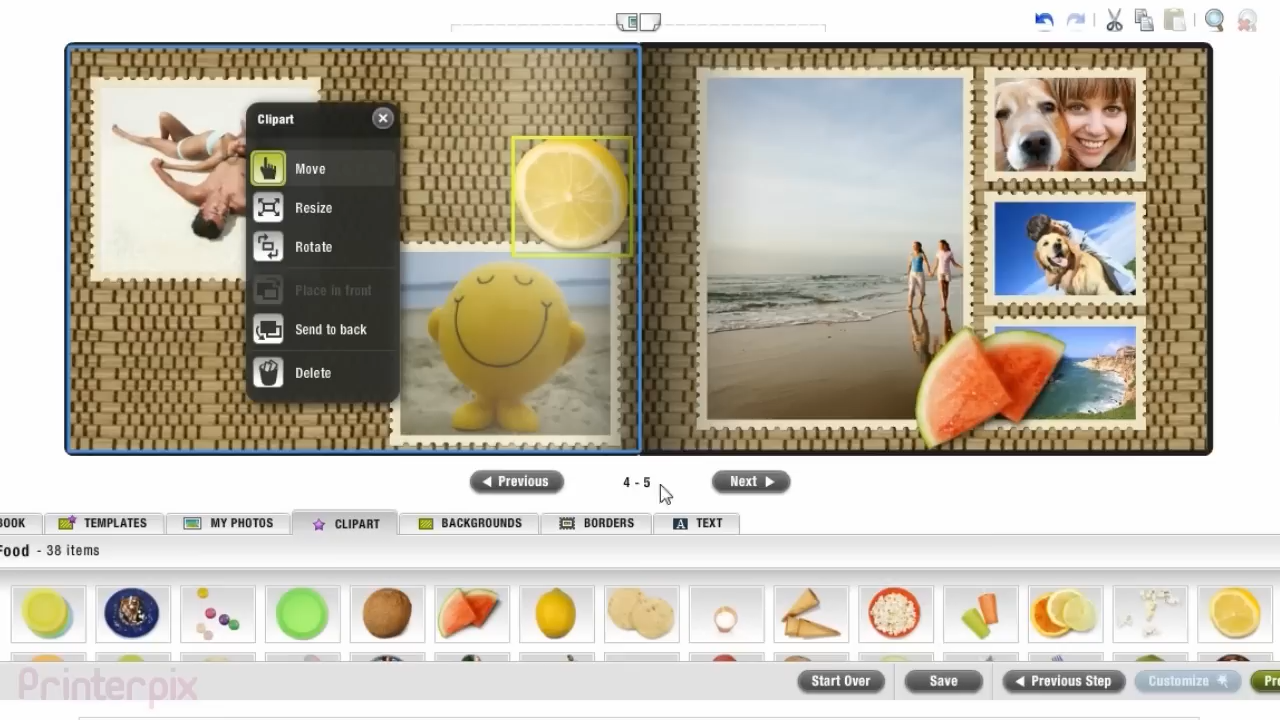 Clipart
Move
Resize
Rotate
Place in front
Send to back
Delete
Previous
4 - 5
Next
BOOK
TEMPLATES
MY PHOTOS
CLIPART
BACKGROUNDS
BORDERS
A TEXT
Food - 38 items
Printerpix
Start Over
Save
Previous Step
Customize